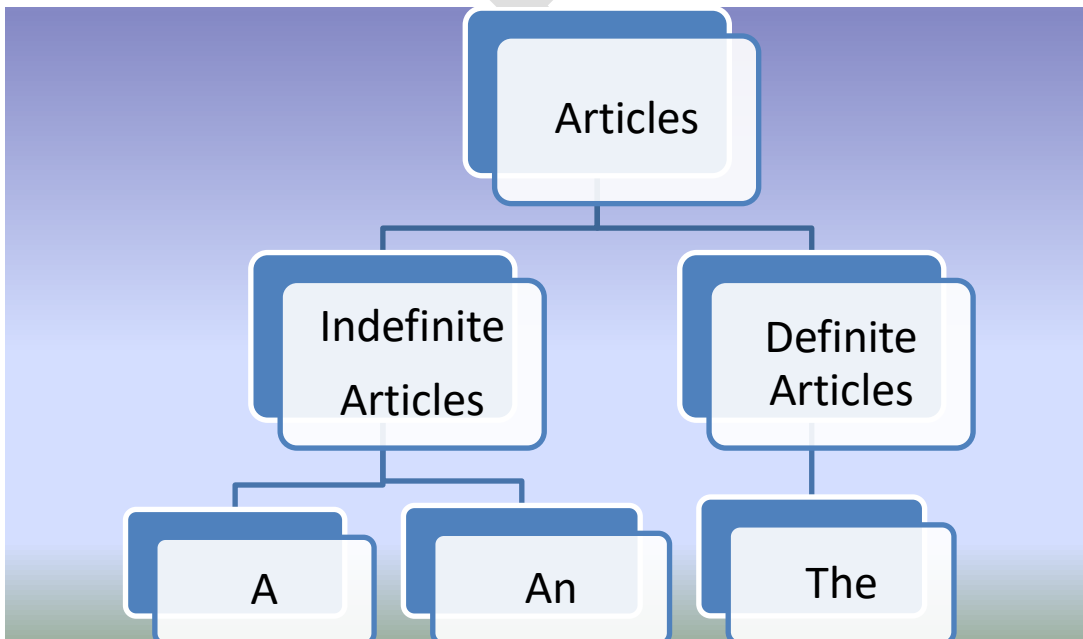 Articles
Indefinite
Articles
Definite
Articles
A
An
The